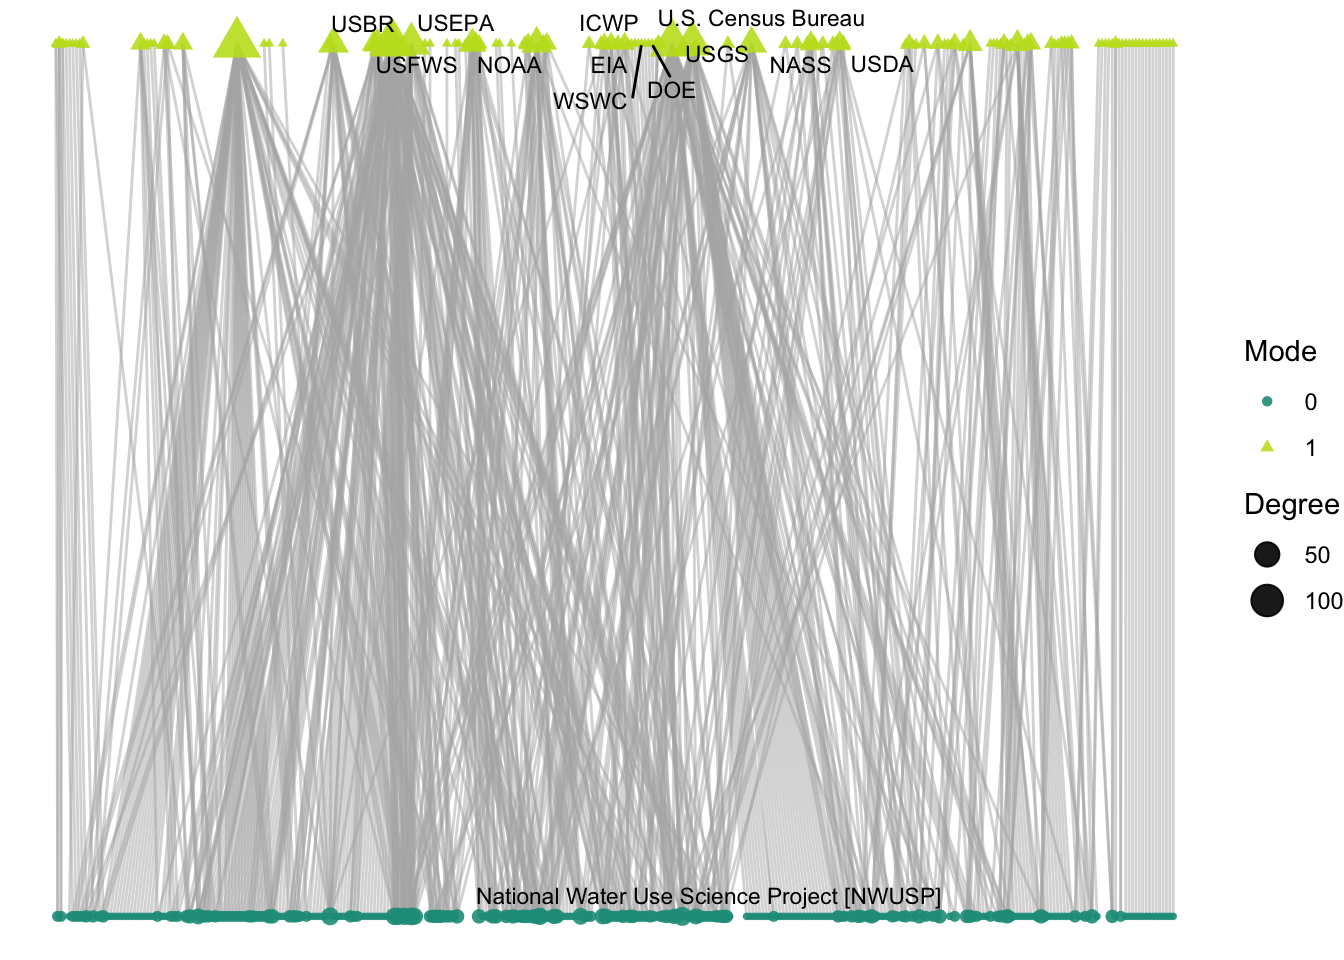 USBR USEPA ICWP U.S. Census Bureau
USFWS NOAA EIA USGS NASS USDA
WSWC DOE
Mode
0
1
Degree
50
100
National Water Use Science Project [NWUSP]